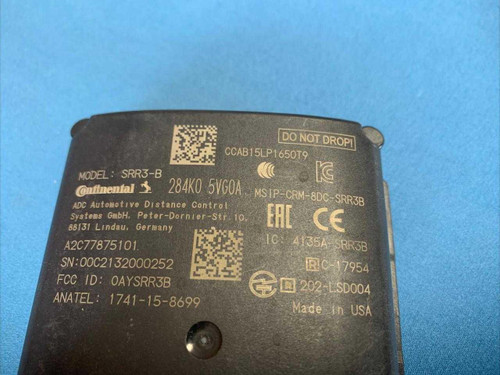 DO NOT DROP!
CCAB15LP1650T9
MODEL: SRR3-B
Continental 284K0 5VG0A
MSIP-CRM-8DC-SRR3B
ADC Automotive Distance Control
Systems GmbH. Peter-Dornier-Str.10,
88131 Lindau, Germany
EAC CE
IC: 4135A-SRR3B
A2C77875101
C-17954
SN:00C2132000252
FCC ID: OAYSRR3B
R 202-LSD004
ANATEL: 1741-15-8699
Made in USA